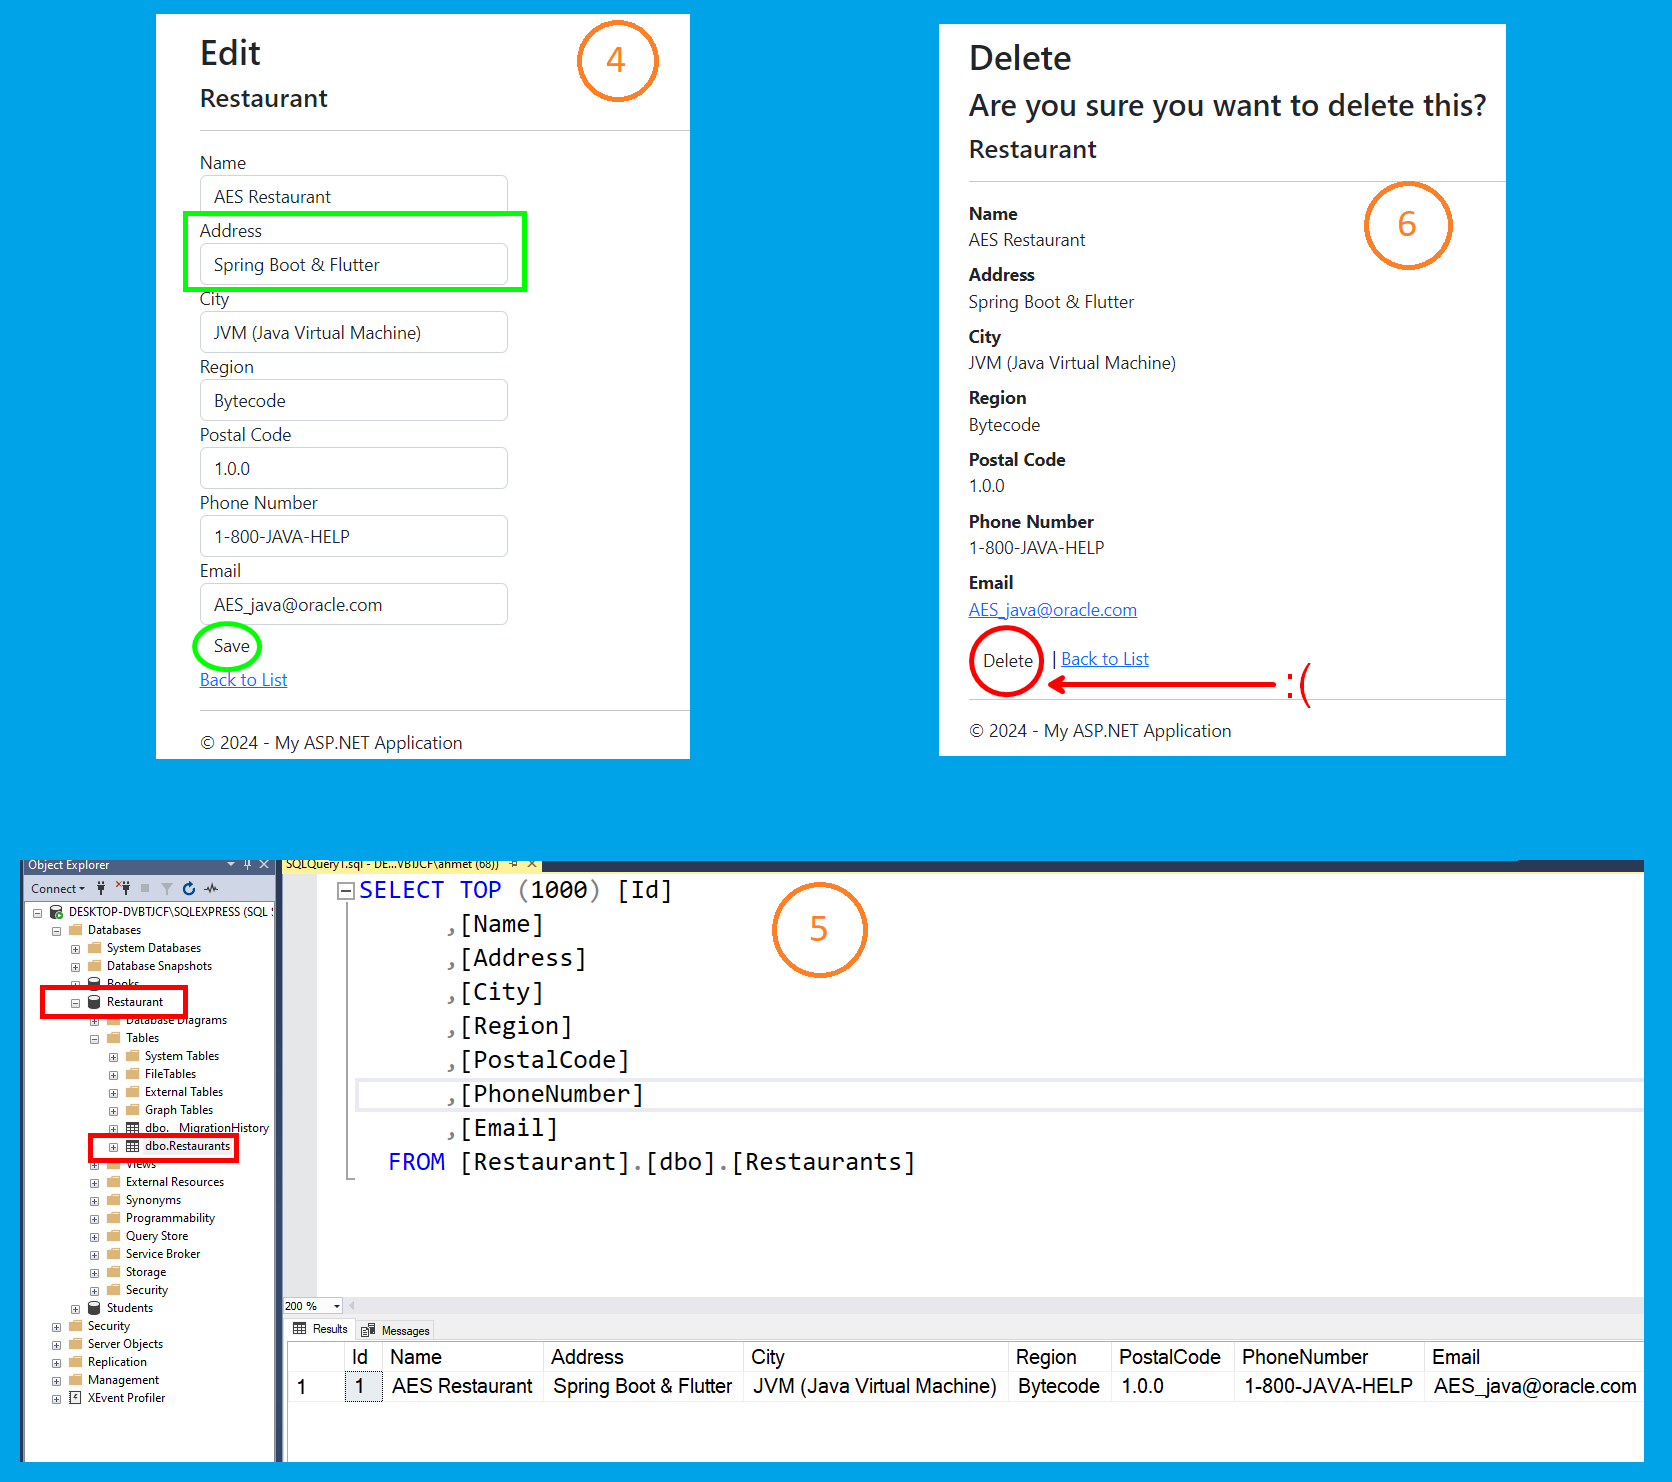 Edit
4
Restaurant
Name
AES Restaurant
Address
Spring Boot & Flutter
City
JVM (Java Virtual Machine)
Region
Bytecode
Postal Code
1.0.0
Phone Number
1-800-JAVA-HELP
Email
AES_java@oracle.com
Save
Back to List
© 2024 - My ASP.NET Application
Delete
Are you sure you want to delete this?
Restaurant
6
Name
AES Restaurant
Address
Spring Boot & Flutter
City
JVM (Java Virtual Machine)
Region
Bytecode
Postal Code
1.0.0
Phone Number
1-800-JAVA-HELP
Email
AES_java@oracle.com
Delete | Back to List
:(
© 2024 - My ASP.NET Application
Object Explorer
Connect
DESKTOP-DVBTJCF\SQLEXPRESS (SQL S
Databases
System Databases
Database Snapshots
Books
Restaurant
Database Diagrams
Tables
System Tables
FileTables
External Tables
Graph Tables
dbo.__MigrationHistory
dbo.Restaurants
Views
External Resources
Synonyms
Programmability
Query Store
Service Broker
Storage
Security
Students
Security
Server Objects
Replication
Management
XEvent Profiler
SQLQuery1.sql - DE...VBTJCF\ahmet (68))
5
SELECT TOP (1000) [Id]
,[Name]
,[Address]
,[City]
,[Region]
,[PostalCode]
,[PhoneNumber]
,[Email]
FROM [Restaurant].[dbo].[Restaurants]
200 %
Results Messages
Id Name Address City Region PostalCode PhoneNumber Email
1 1 AES Restaurant Spring Boot & Flutter JVM (Java Virtual Machine) Bytecode 1.0.0 1-800-JAVA-HELP AES_java@oracle.com